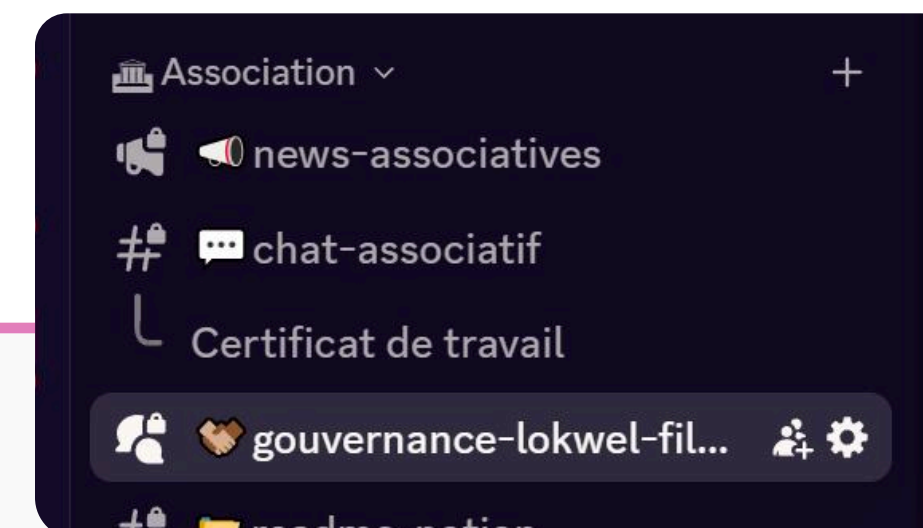 Association
news-associatives
chat-associatif
Certificat de travail
gouvernance-lokwel-fil...